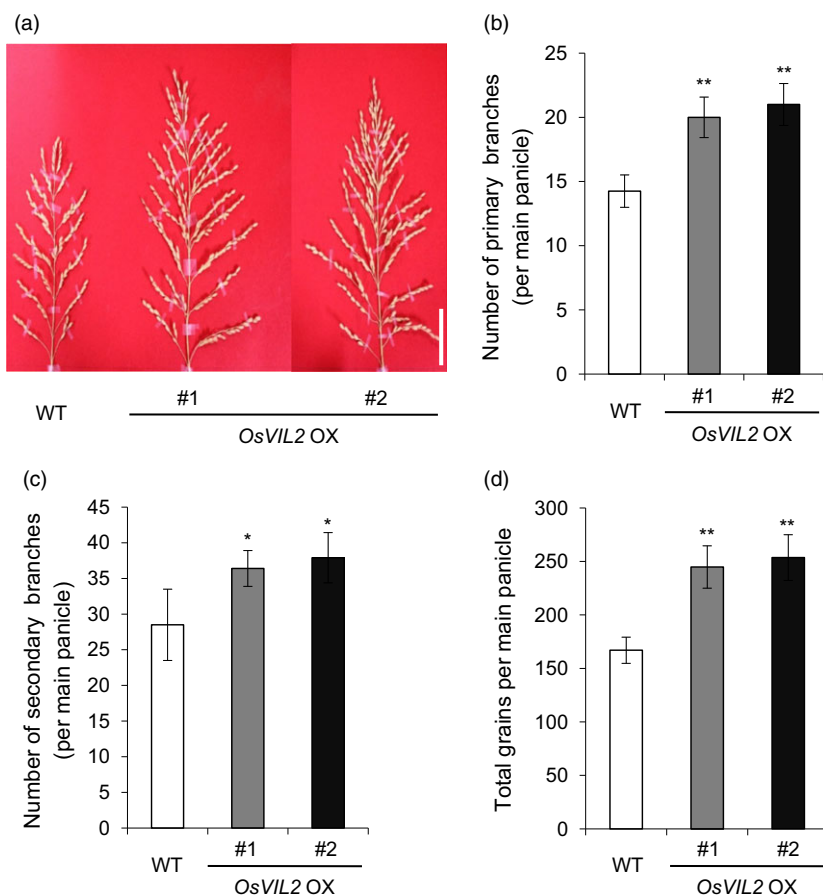 (a)
WT
#1
#2
OsVIL2 OX
(b)
Number of primary branches
(per main panicle)
25
20
15
10
5
0
**
**
WT
#1
#2
OsVIL2 OX
(c)
Number of secondary branches
(per main panicle)
45
40
35
30
25
20
15
10
5
0
*
*
WT
#1
#2
OsVIL2 OX
(d)
Total grains per main panicle
300
250
200
150
100
50
0
**
**
WT
#1
#2
OsVIL2 OX